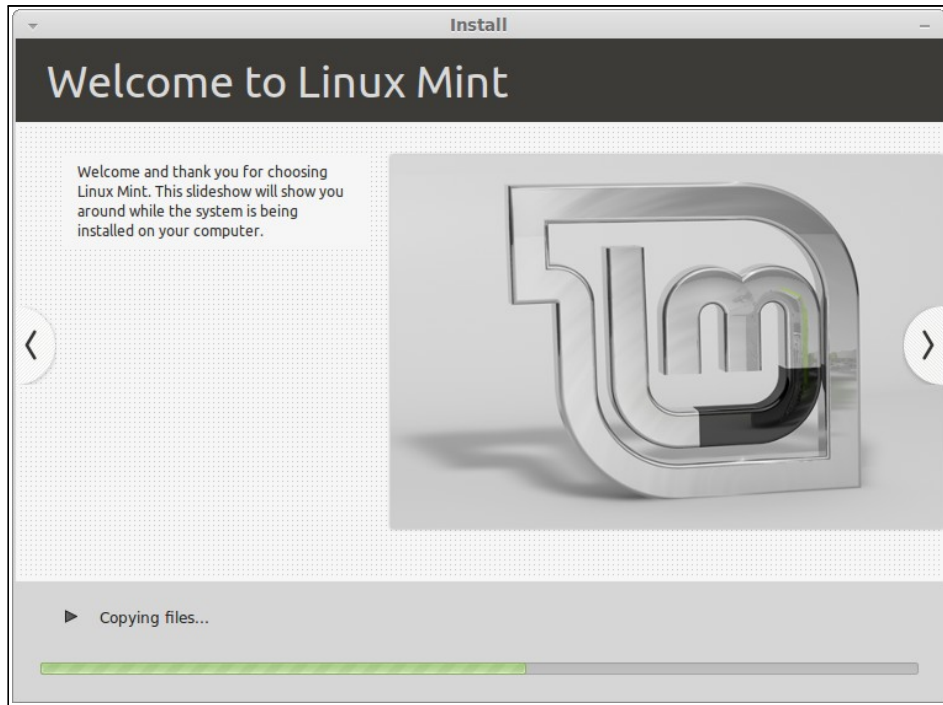 Install
Welcome to Linux Mint
Welcome and thank you for choosing
Linux Mint. This slideshow will show you
around while the system is being
installed on your computer.
Copying files...